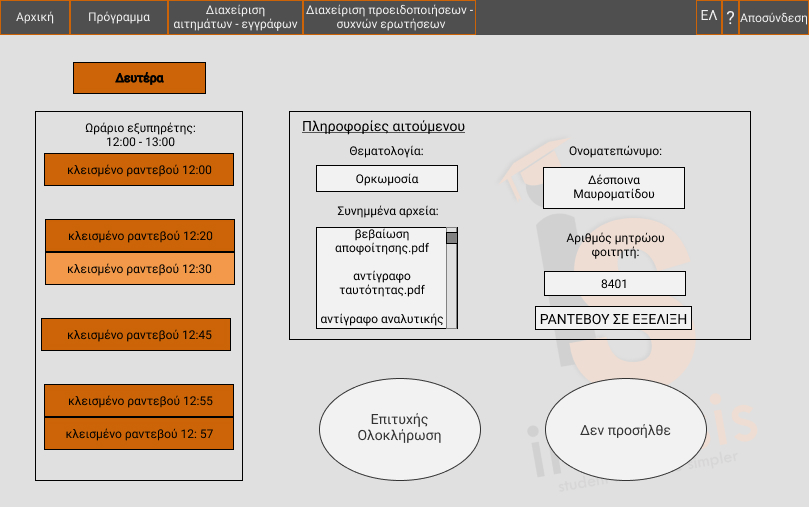 Αρχική
Πρόγραμμα
Διαχείριση
αιτημάτων - εγγράφων
Διαχείριση προειδοποιήσεων -
συχνών ερωτήσεων
ΕΛ
?
Αποσύνδεση
Δευτέρα
Ωράριο εξυπηρέτης:
12:00 - 13:00
κλεισμένο ραντεβού 12:00
κλεισμένο ραντεβού 12:20
κλεισμένο ραντεβού 12:30
κλεισμένο ραντεβού 12:45
κλεισμένο ραντεβού 12:55
κλεισμένο ραντεβού 12: 57
Πληροφορίες αιτούμενου
Θεματολογία:
Ορκωμοσία
Συνημμένα αρχεία:
βεβαίωση
αποφοίτησης.pdf
αντίγραφο
ταυτότητας.pdf
αντίγραφο αναλυτικής
Ονοματεπώνυμο:
Δέσποινα
Μαυροματίδου
Αριθμός μητρώου
φοιτητή:
8401
ΡΑΝΤΕΒΟΥ ΣΕ ΕΞΕΛΙΞΗ
Επιτυχής
Ολοκλήρωση
Δεν προσήλθε